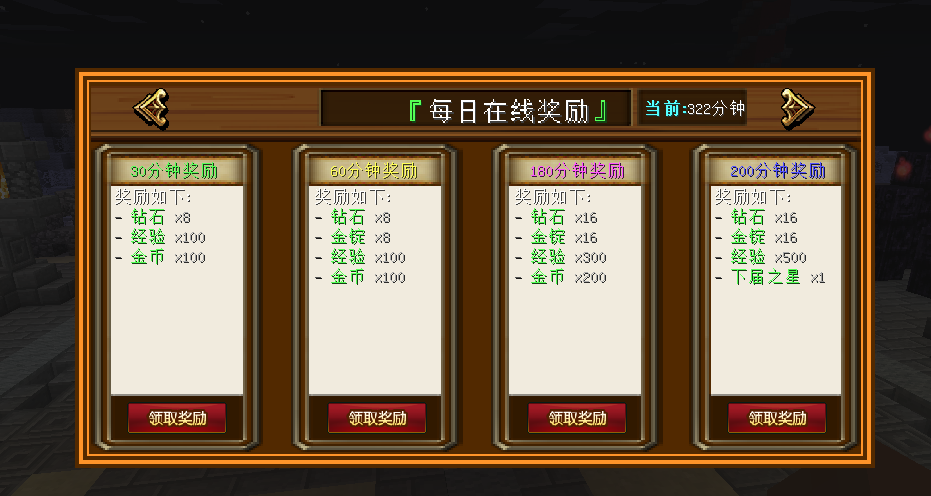 『每日在线奖励』
当前:322分钟
30分钟奖励
奖励如下:
- 钻石 x8
- 经验 x100
- 金币 x100
领取奖励
60分钟奖励
奖励如下:
- 钻石 x8
- 金锭 x8
- 经验 x100
- 金币 x100
领取奖励
180分钟奖励
奖励如下:
- 钻石 x16
- 金锭 x16
- 经验 x300
- 金币 x200
领取奖励
200分钟奖励
奖励如下:
- 钻石 x16
- 金锭 x16
- 经验 x500
- 下届之星 x1
领取奖励